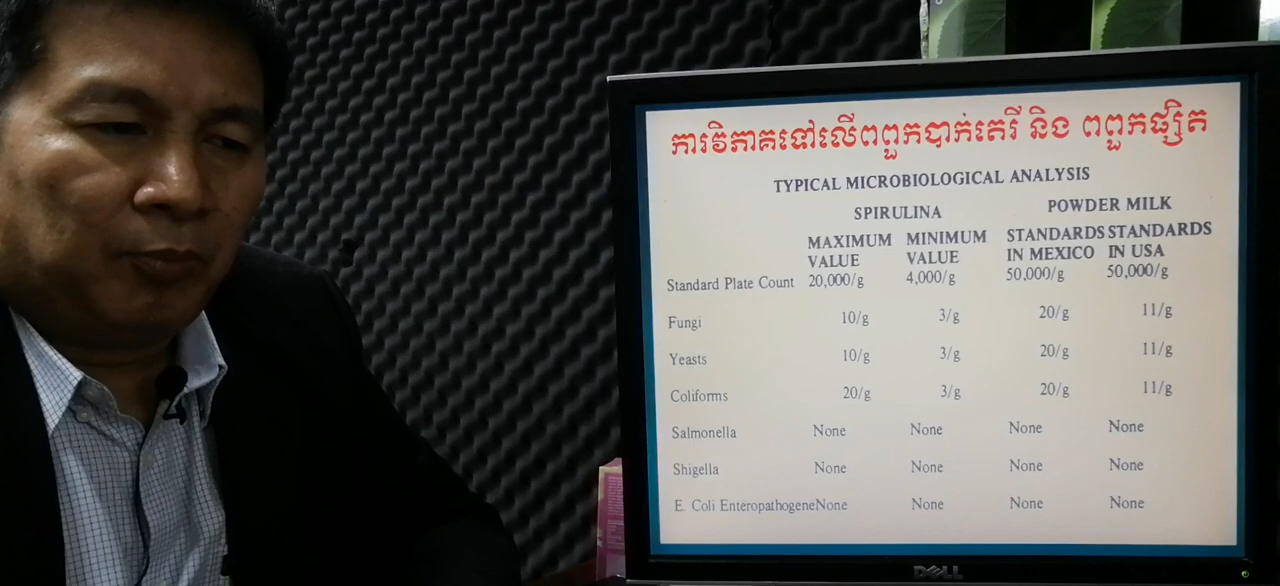 ការវិភាគទៅលើពពួកបាក់តេរី និង ពពួកផ្សិត
TYPICAL MICROBIOLOGICAL ANALYSIS
SPIRULINA POWDER MILK
MAXIMUM VALUE MINIMUM VALUE STANDARDS IN MEXICO STANDARDS IN USA
Standard Plate Count 20,000/g 4,000/g 50,000/g 50,000/g
Fungi 10/g 3/g 20/g 11/g
Yeasts 10/g 3/g 20/g 11/g
Coliforms 20/g 3/g 20/g 11/g
Salmonella None None None None
Shigella None None None None
E. Coli EnteropathogeneNone None None None
DELL